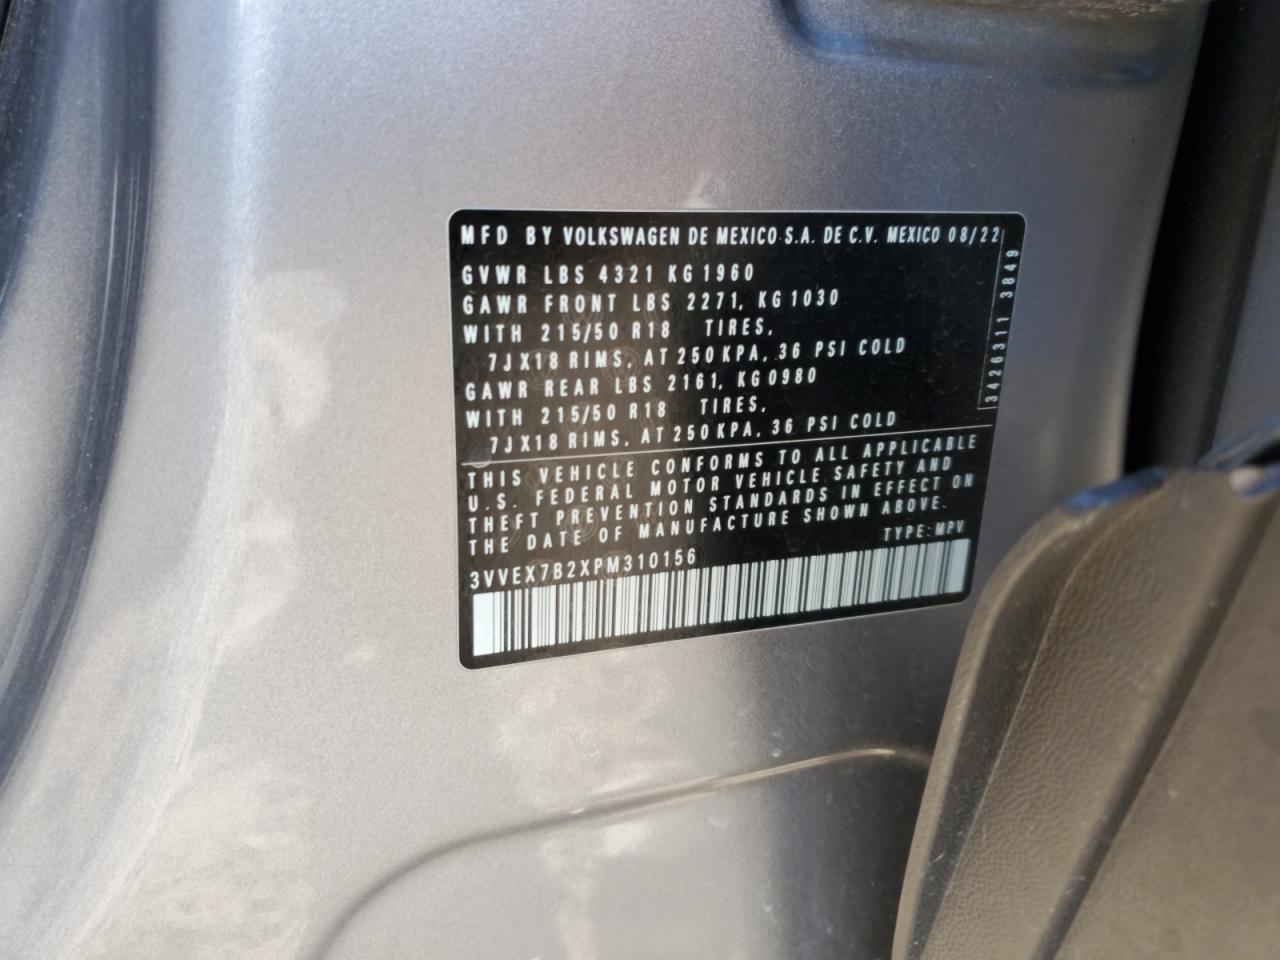 MFD BY VOLKSWAGEN DE MEXICO S.A. DE C.V. MEXICO 08/22
GVWR LBS 4321 KG 1960
GAWR FRONT LBS 2271, KG 1030
WITH 215/50 R18 TIRES,
7JX18 RIMS, AT 250 KPA, 36 PSI COLD
GAWR REAR LBS 2161, KG 0980
WITH 215/50 R18 TIRES,
7JX18 RIMS, AT 250 KPA, 36 PSI COLD
3426311 3849
THIS VEHICLE CONFORMS TO ALL APPLICABLE
U.S. FEDERAL MOTOR VEHICLE SAFETY AND
THEFT PREVENTION STANDARDS IN EFFECT ON
THE DATE OF MANUFACTURE SHOWN ABOVE.
TYPE: MPV
3VVEX7B2XPM310156